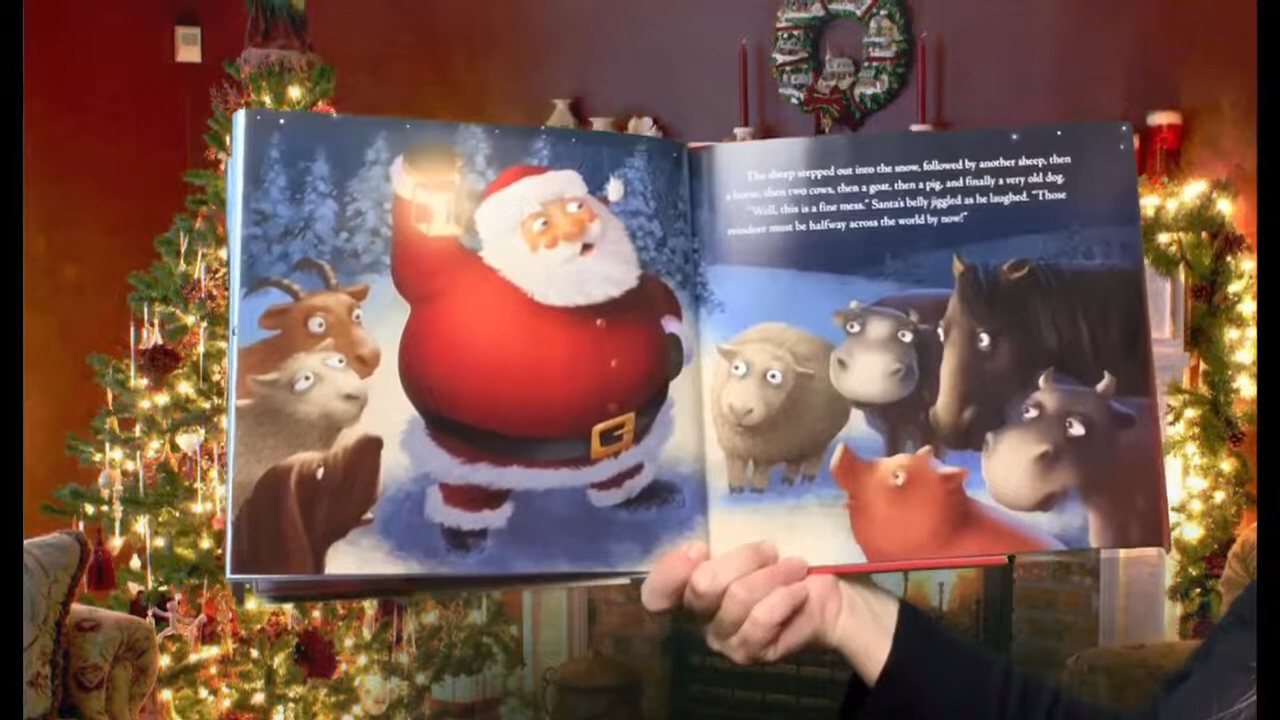 The sheep stepped out into the snow, followed by another sheep, then
a horse, then two cows, then a goat, then a pig, and finally a very old dog.
"Well, this is a fine mess." Santa's belly jiggled as he laughed. "Those
reindeer must be halfway across the world by now!"